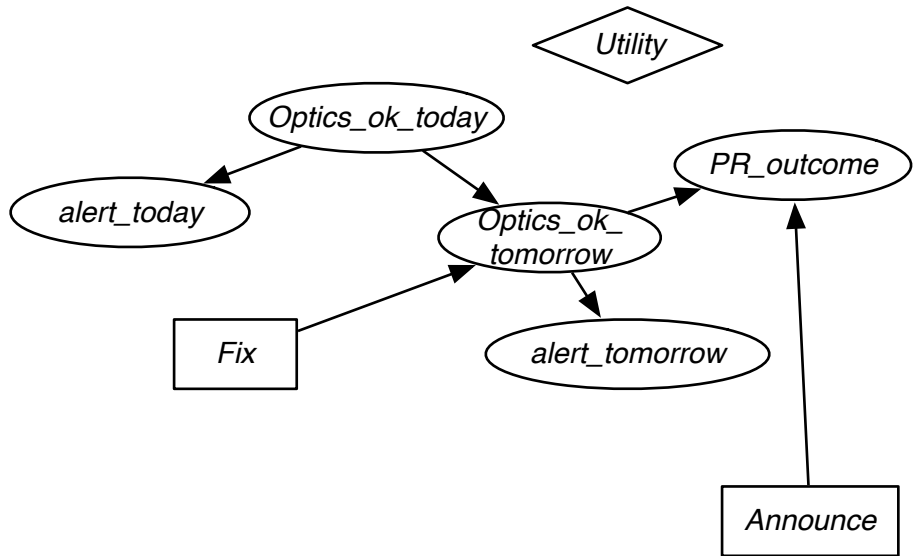 Utility
Optics_ok_today
PR_outcome
alert_today
Optics_ok_
tomorrow
Fix
alert_tomorrow
Announce